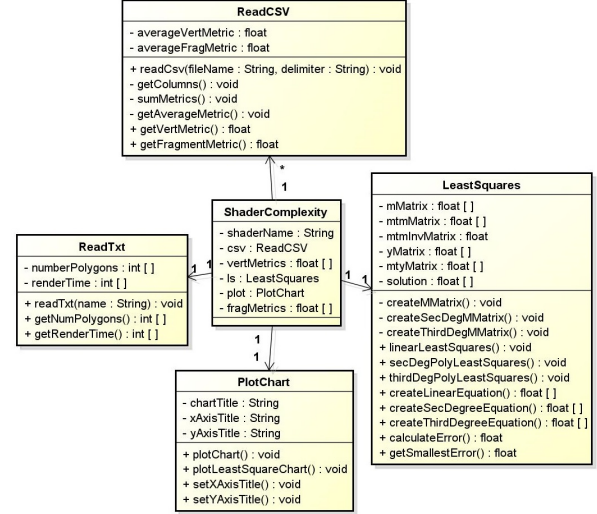 ReadCSV
- averageVertMetric : float
- averageFragMetric : float
+ readCsv(fileName : String, delimiter : String) : void
- getColumns() : void
- sumMetrics() : void
- getAverageMetric() : void
+ getVertMetric() : float
+ getFragmentMetric() : float
*
1
ShaderComplexity
- shaderName : String
- csv : ReadCSV
- vertMetrics : float [ ]
- ls : LeastSquares
- plot : PlotChart
- fragMetrics : float [ ]
ReadTxt
- numberPolygons : int [ ]
- renderTime : int [ ]
+ readTxt(name : String) : void
+ getNumPolygons() : int [ ]
+ getRenderTime() : int [ ]
1 1
1 1
LeastSquares
- mMatrix : float [ ]
- mtmMatrix : float [ ]
- mtmInvMatrix : float
- yMatrix : float [ ]
- mtyMatrix : float [ ]
- solution : float [ ]
- createMMatrix() : void
- createSecDegMMatrix() : void
- createThirdDegMMatrix() : void
+ linearLeastSquares() : void
+ secDegPolyLeastSquares() : void
+ thirdDegPolyLeastSquares() : void
+ createLinearEquation() : float [ ]
+ createSecDegreeEquation() : float [ ]
+ createThirdDegreeEquation() : float [ ]
+ calculateError() : float
+ getSmallestError() : float
1
1
PlotChart
- chartTitle : String
- xAxisTitle : String
- yAxisTitle : String
+ plotChart() : void
+ plotLeastSquareChart() : void
+ setXAxisTitle() : void
+ setYAxisTitle() : void